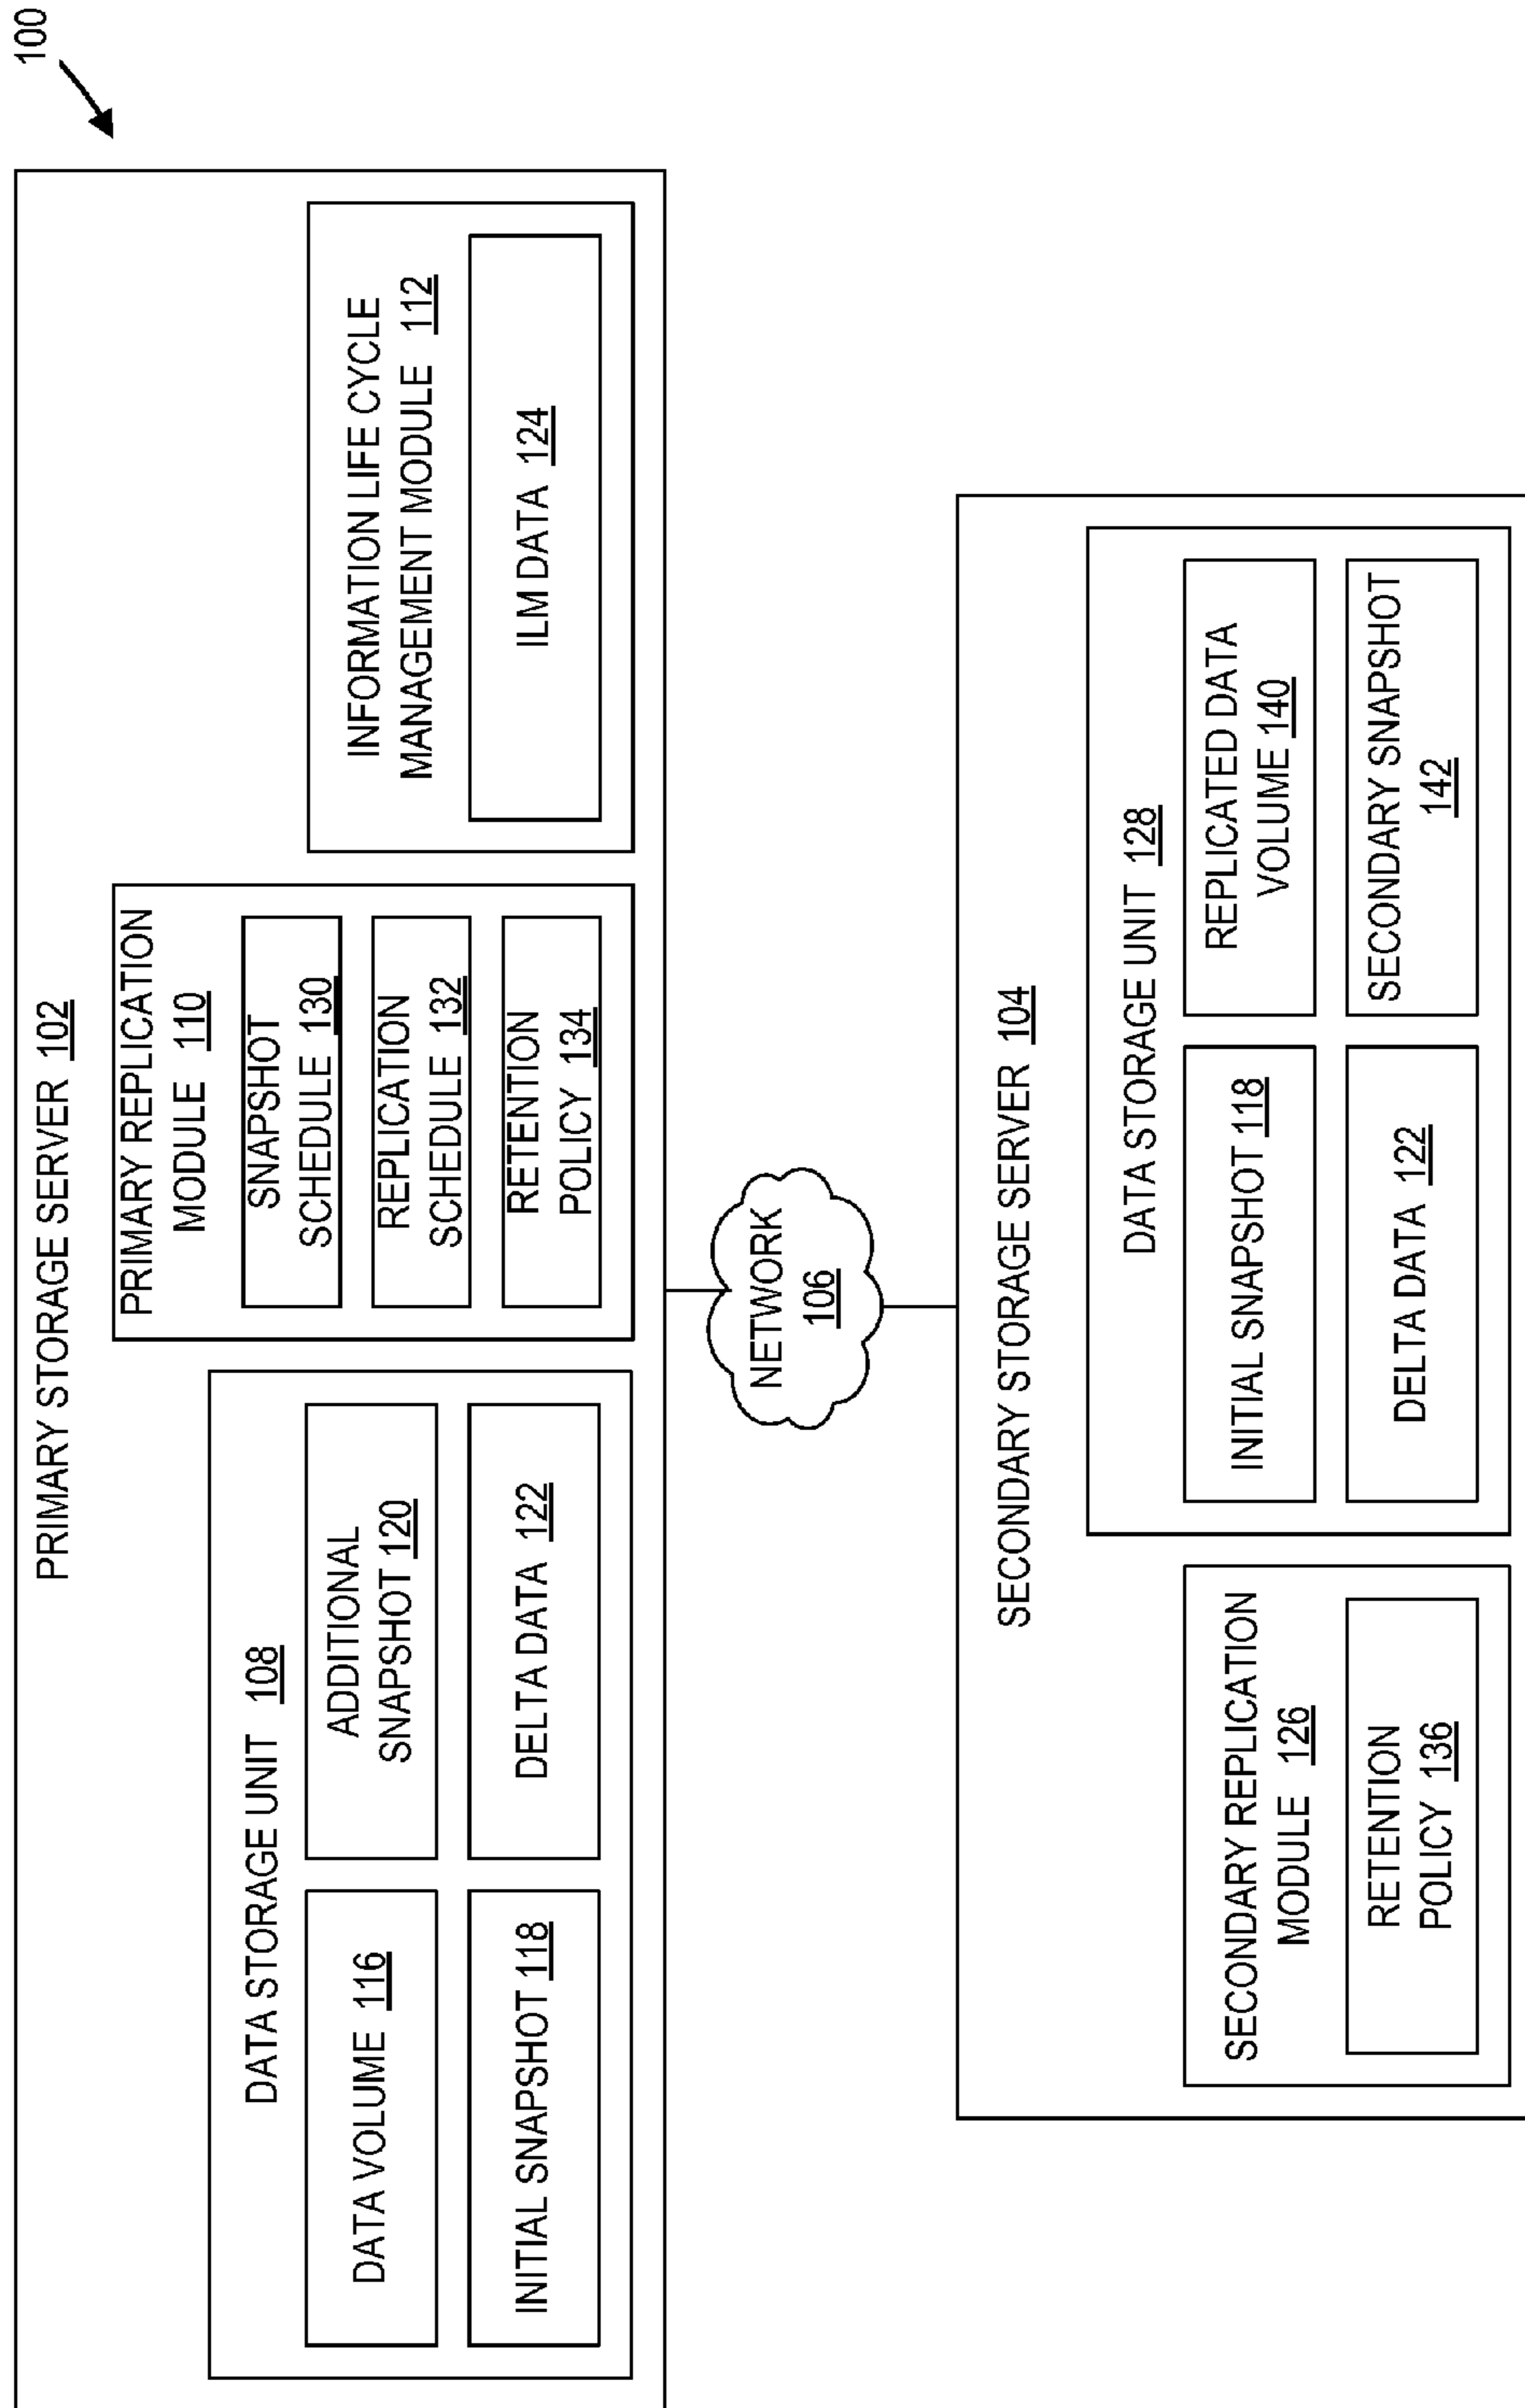 100
PRIMARY STORAGE SERVER 102
DATA STORAGE UNIT 108
DATA VOLUME 116
ADDITIONAL
SNAPSHOT 120
INITIAL SNAPSHOT 118
DELTA DATA 122
PRIMARY REPLICATION
MODULE 110
SNAPSHOT
SCHEDULE 130
REPLICATION
SCHEDULE 132
RETENTION
POLICY 134
INFORMATION LIFE CYCLE
MANAGEMENT MODULE 112
ILM DATA 124
NETWORK
106
SECONDARY STORAGE SERVER 104
SECONDARY REPLICATION
MODULE 126
RETENTION
POLICY 136
DATA STORAGE UNIT 128
INITIAL SNAPSHOT 118
REPLICATED DATA
VOLUME 140
DELTA DATA 122
SECONDARY SNAPSHOT
142